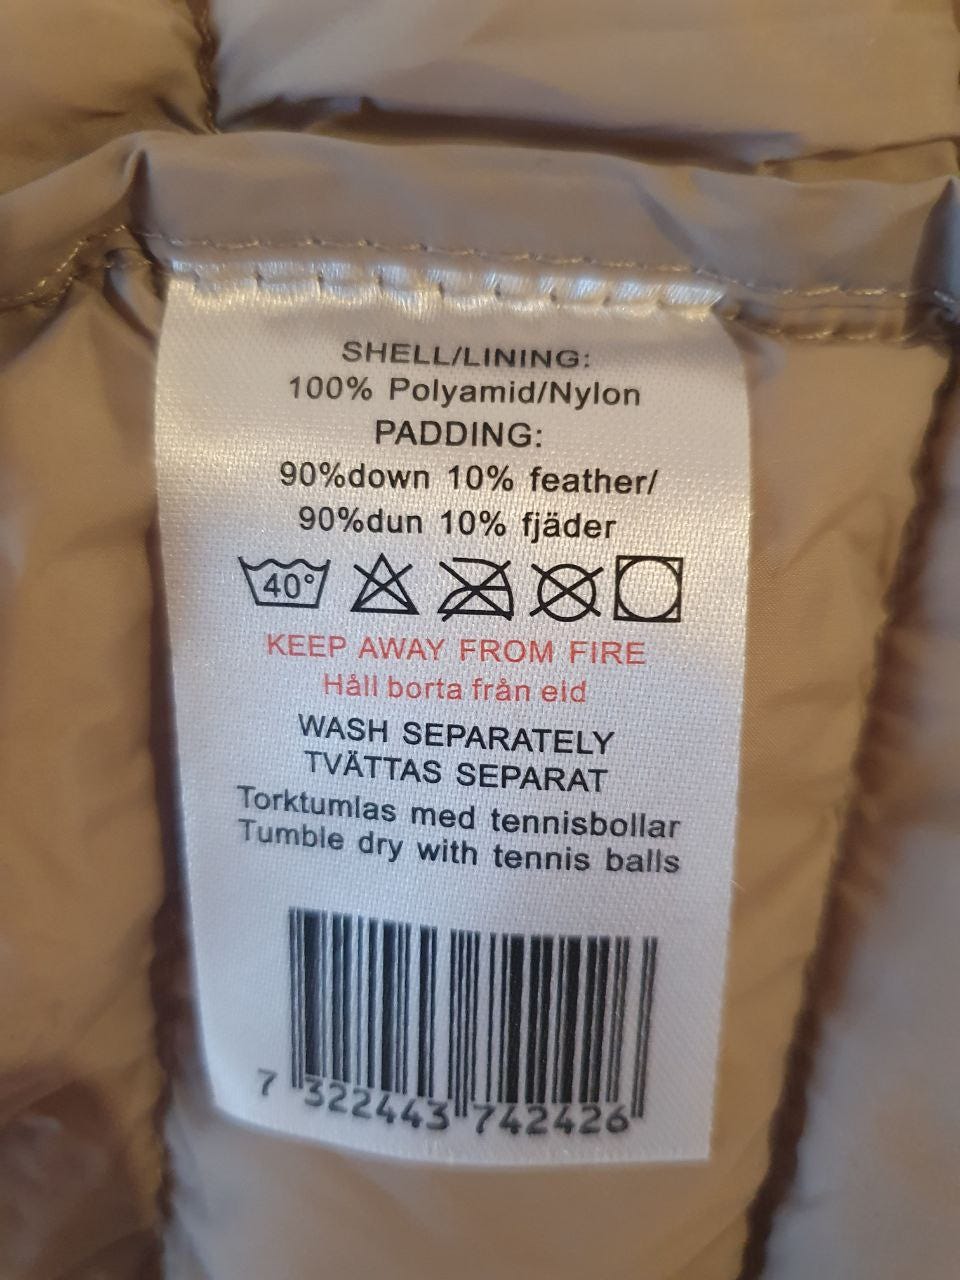 SHELL/LINING:
100% Polyamid/Nylon
PADDING:
90%down 10% feather/
90%dun 10% fjäder
40°
KEEP AWAY FROM FIRE
Håll borta från eid
WASH SEPARATELY
TVÄTTAS SEPARAT
Torktumlas med tennisbollar
Tumble dry with tennis balls
7 322443 742426